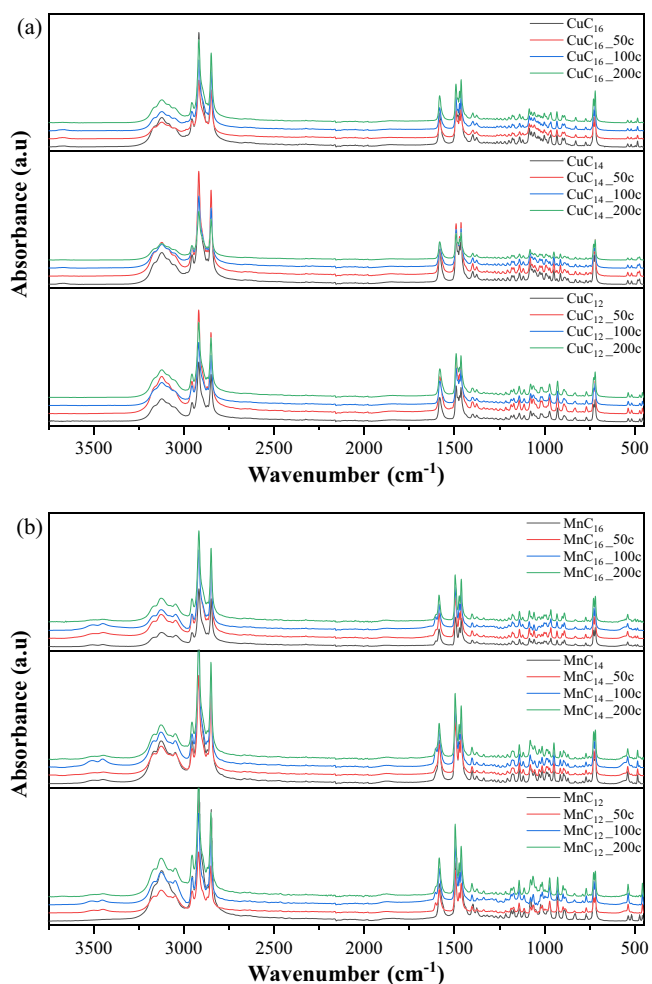 (a)
CuC₁₆
CuC₁₆_50c
CuC₁₆_100c
CuC₁₆_200c
CuC₁₄
CuC₁₄_50c
CuC₁₄_100c
CuC₁₄_200c
CuC₁₂
CuC₁₂_50c
CuC₁₂_100c
CuC₁₂_200c
Absorbance (a.u)
3500 3000 2500 2000 1500 1000 500
Wavenumber (cm⁻¹)
(b)
MnC₁₆
MnC₁₆_50c
MnC₁₆_100c
MnC₁₆_200c
MnC₁₄
MnC₁₄_50c
MnC₁₄_100c
MnC₁₄_200c
MnC₁₂
MnC₁₂_50c
MnC₁₂_100c
MnC₁₂_200c
Absorbance (a.u)
3500 3000 2500 2000 1500 1000 500
Wavenumber (cm⁻¹)